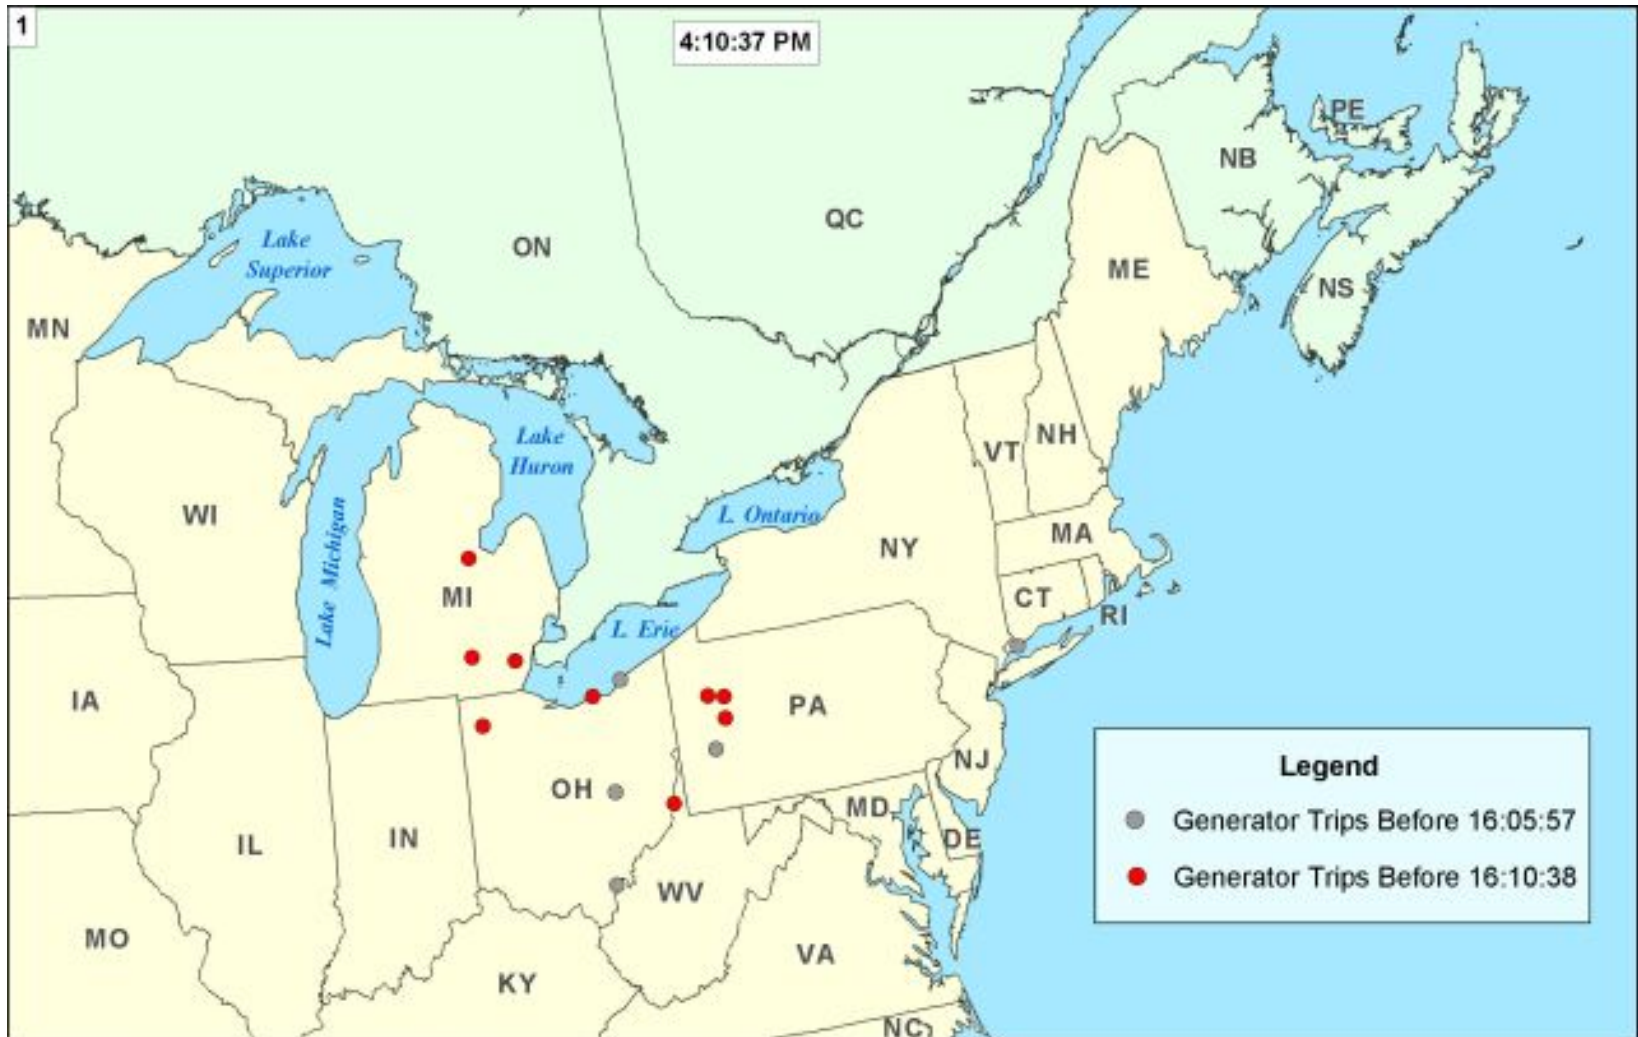 1
4:10:37 PM
PE
NB
QC
ON
Lake
Superior
ME
NS
MN
Lake
Huron
VT
NH
WI
L. Ontario
MA
NY
Lake Michigan
MI
CT
RI
L. Erie
IA
PA
NJ
Legend
OH
MD
Generator Trips Before 16:05:57
IL
IN
DE
Generator Trips Before 16:10:38
WV
MO
VA
KY
NC